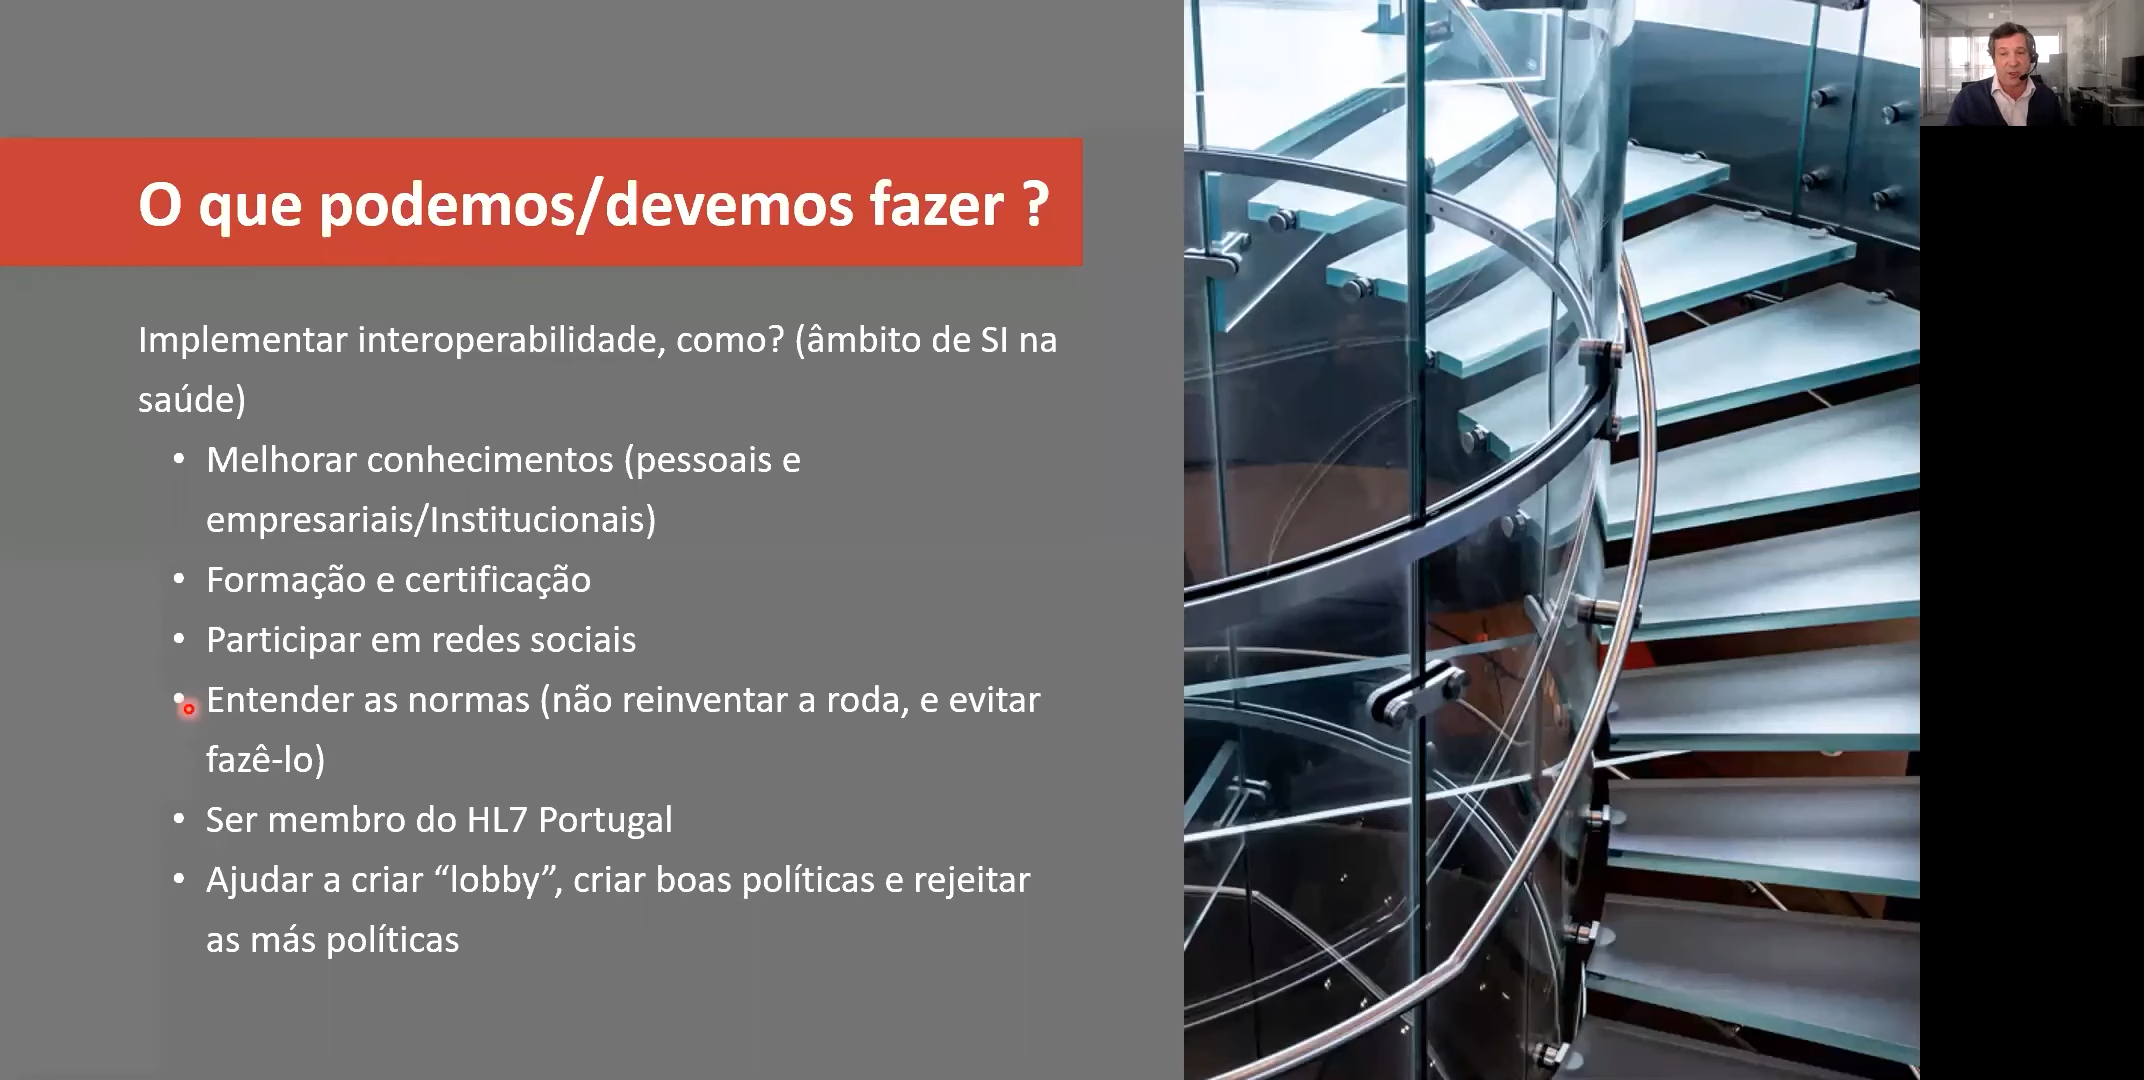 O que podemos/devemos fazer ?
Implementar interoperabilidade, como? (âmbito de SI na
saúde)
• Melhorar conhecimentos (pessoais e
empresariais/Institucionais)
• Formação e certificação
• Participar em redes sociais
• Entender as normas (não reinventar a roda, e evitar
fazê-lo)
• Ser membro do HL7 Portugal
• Ajudar a criar “lobby”, criar boas políticas e rejeitar
as más políticas